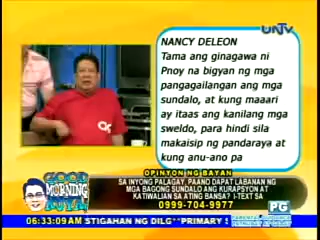 UNTV
NANCY DELEON
Tama ang ginagawa ni
Pnoy na bigyan ng mga
pangagailangan ang mga
sundalo, at kung maaari
ay itaas ang kanilang mga
sweldo, para hindi sila
makaisip ng pandaraya at
kung anu-ano pa
OPINYON NG BAYAN
GOOD
MORNING
KUYA!
SA INYONG PALAGAY, PAANO DAPAT LABANAN NG
MGA BAGONG SUNDALO ANG KURAPSYON AT
KATIWALIAN SA ATING BANSA? I-TEXT SA
0999-704-9977
PG
06:33:09 AM
STIGAHAN NG DILG**PRIMARY S